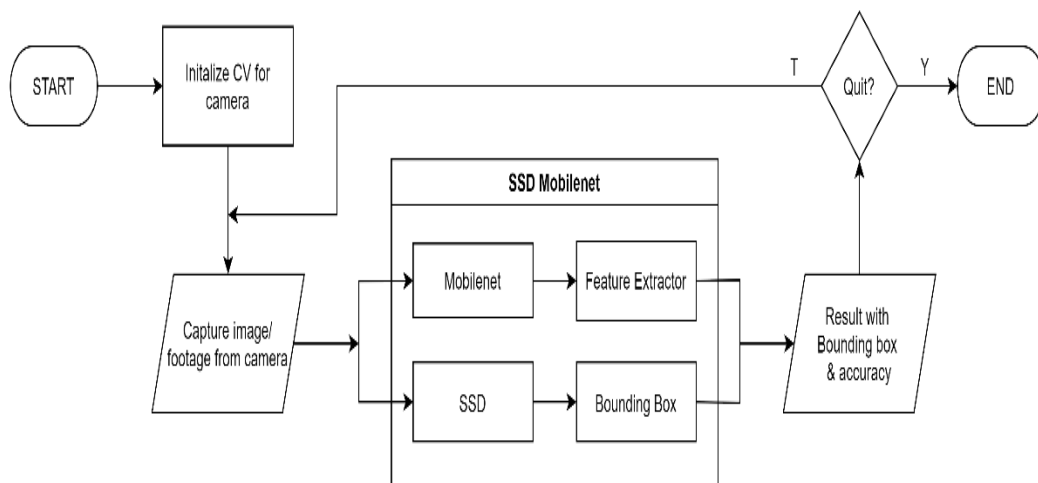 START
Initalize CV for
camera
T
Quit?
Y
END
SSD Mobilenet
Mobilenet
Feature Extractor
Capture image/
footage from camera
SSD
Bounding Box
Result with
Bounding box
& accuracy